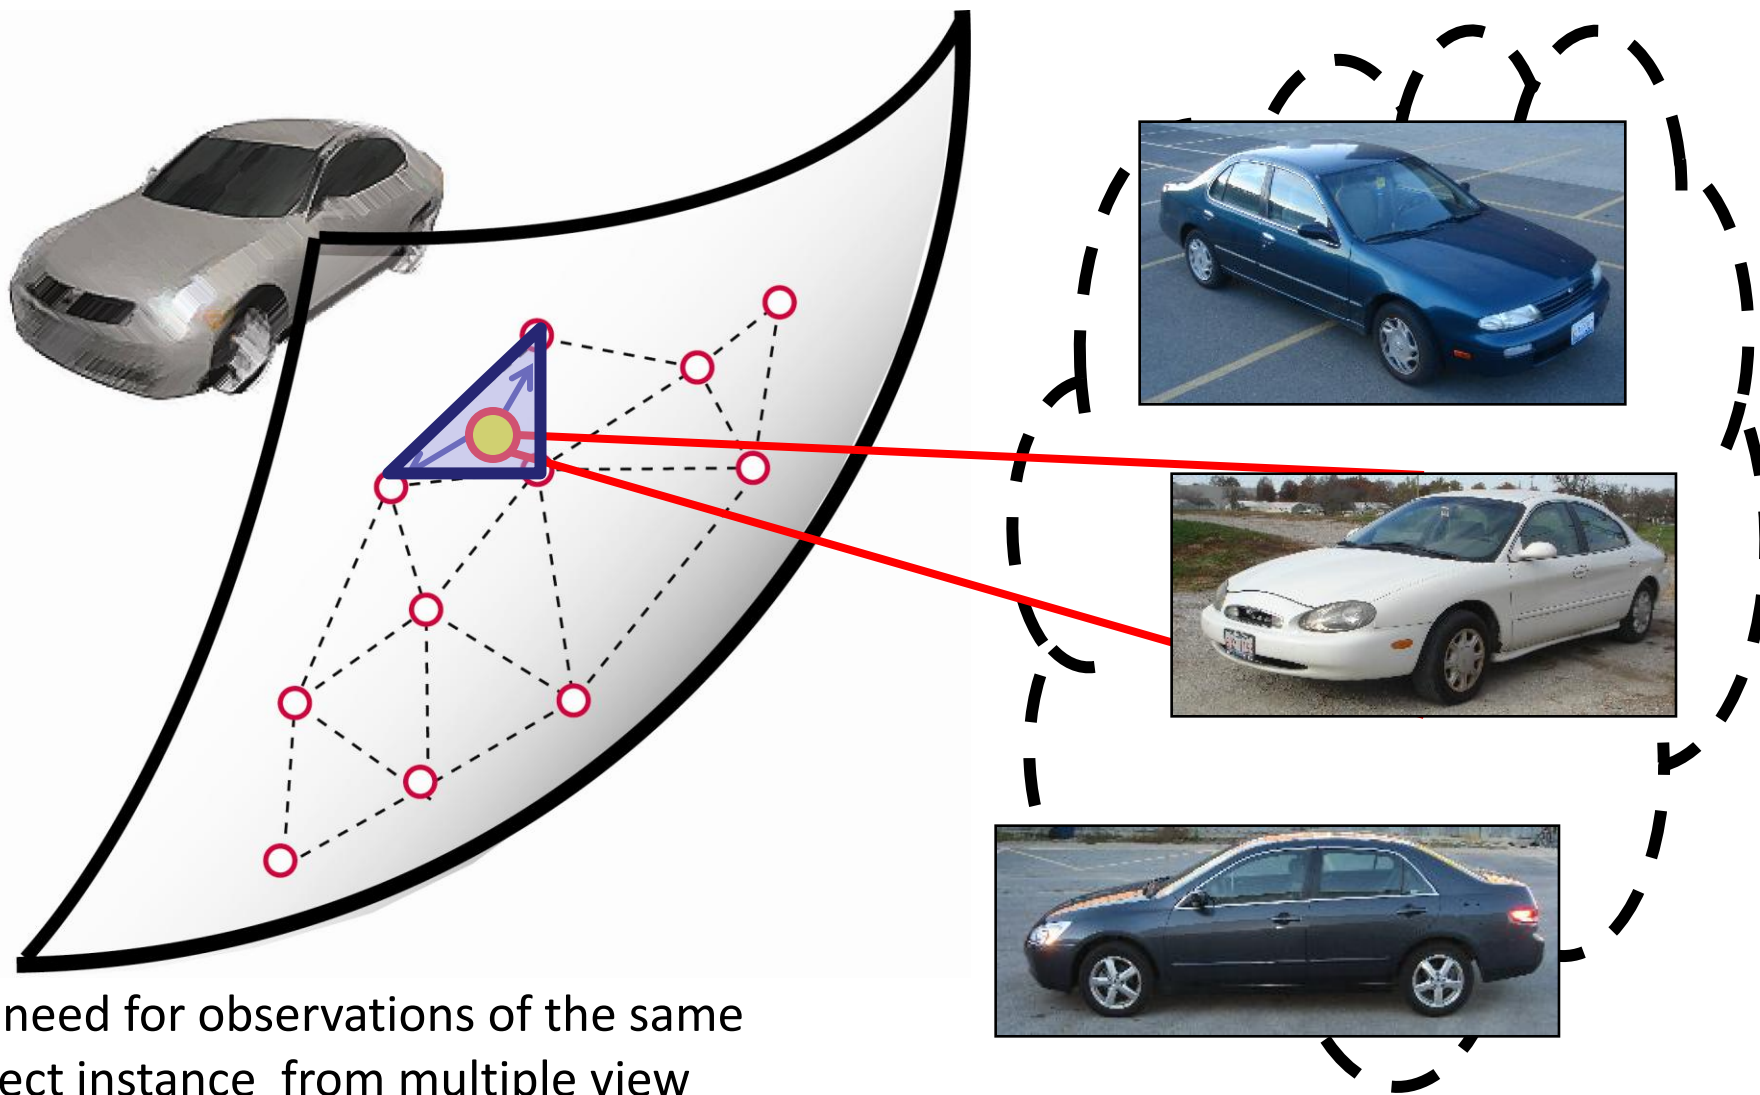 need for observations of the same
ect instance from multiple view